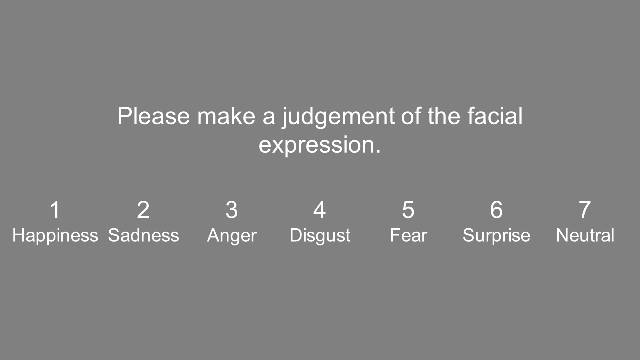 Please make a judgement of the facial
expression.
1 2 3 4 5 6 7
Happiness Sadness Anger Disgust Fear Surprise Neutral